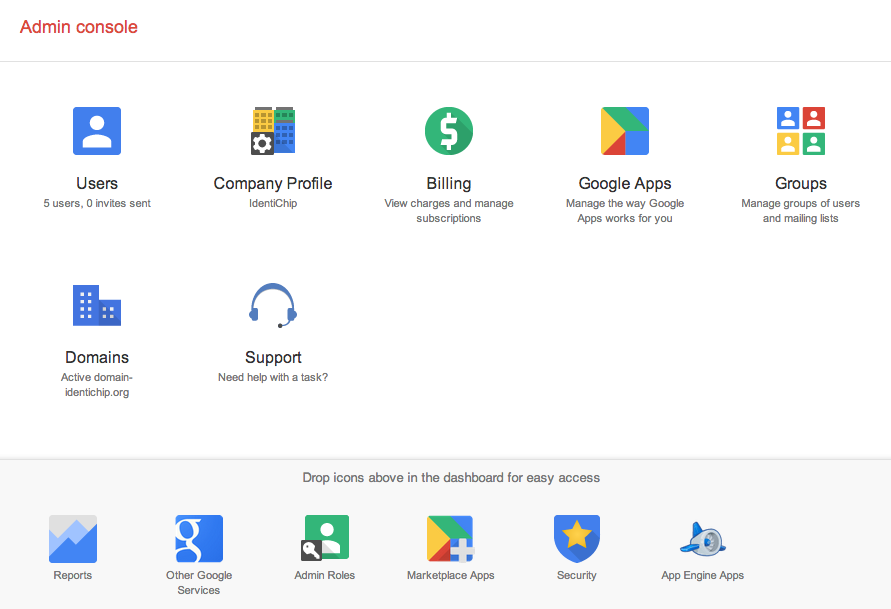 Admin console
Users
5 users, 0 invites sent
Company Profile
IdentiChip
Billing
View charges and manage
subscriptions
Google Apps
Manage the way Google
Apps works for you
Groups
Manage groups of users
and mailing lists
Domains
Active domain-
identichip.org
Support
Need help with a task?
Drop icons above in the dashboard for easy access
Reports
Other Google
Services
Admin Roles
Marketplace Apps
Security
App Engine Apps